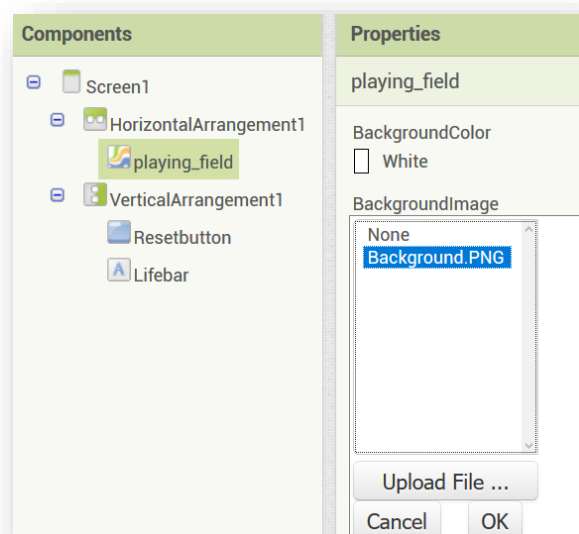 Components
Screen1
HorizontalArrangement1
playing_field
VerticalArrangement1
Resetbutton
A Lifebar
Properties
playing_field
BackgroundColor
White
BackgroundImage
None
Background.PNG
Upload File ...
Cancel OK